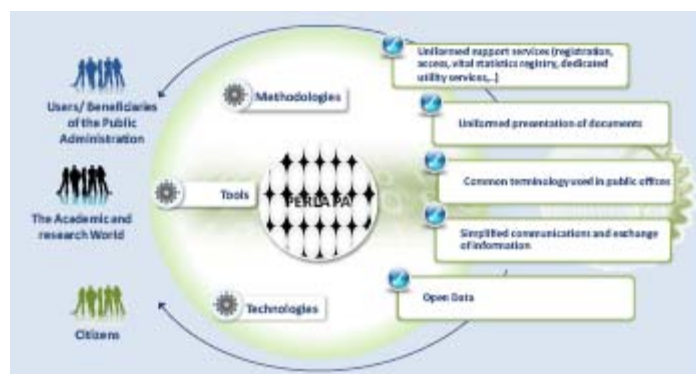 Users/ Beneficiaries
of the Public
Administration
The Academic and
research World
Citizens
Methodologies
Tools
Technologies
PERLA PA
Uniformed support services (registration,
access, vital statistics registry, dedicated
utility services,..)
Uniformed presentation of documents
Common terminology used in public offices
Simplified communications and exchange
of information
Open Data